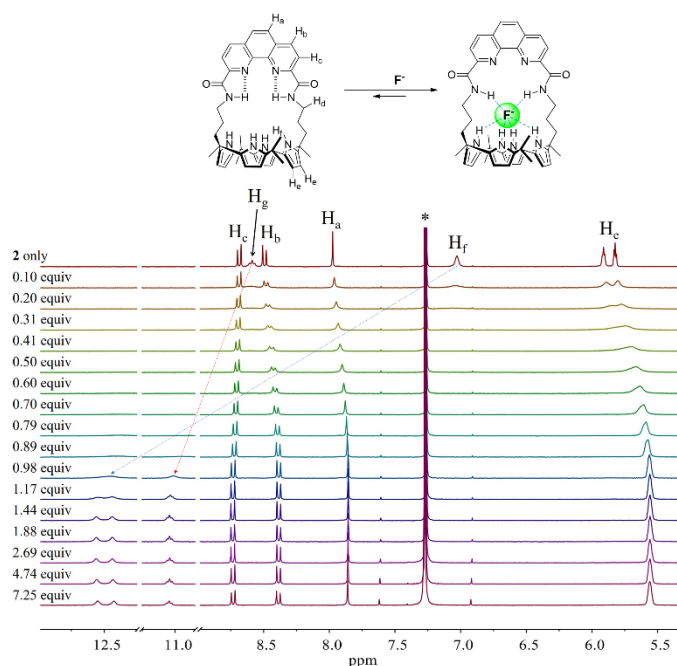 Ha
Hb
Hc
N
N
O
O
N
H
H
N
Hd
H
N
H
N
H
N
N
He
He
F-
O
O
N
N
N
H
H
N
F-
H
H
H
H
N
N
N
N
Hg
Hc
Hb
Ha
*
Hf
He
2 only
0.10 equiv
0.20 equiv
0.31 equiv
0.41 equiv
0.50 equiv
0.60 equiv
0.70 equiv
0.79 equiv
0.89 equiv
0.98 equiv
1.17 equiv
1.44 equiv
1.88 equiv
2.69 equiv
4.74 equiv
7.25 equiv
12.5 11.0 8.5 8.0 7.5 7.0 6.5 6.0 5.5
ppm